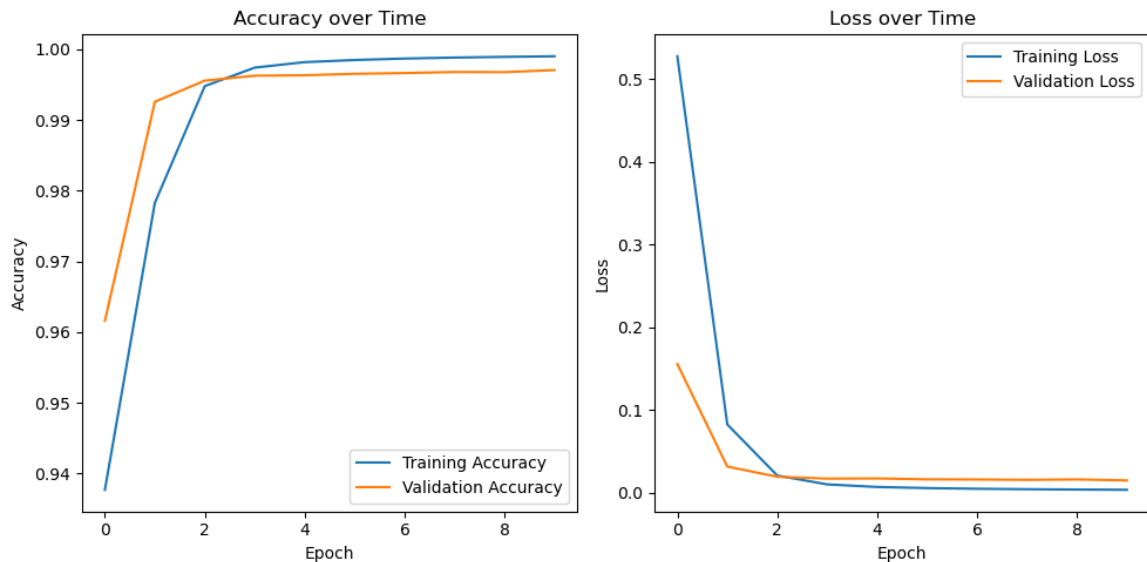 Accuracy over Time
1.00
0.99
0.98
0.97
0.96
0.95
0.94
Accuracy
Training Accuracy
Validation Accuracy
0 2 4 6 8
Epoch
Loss over Time
Training Loss
Validation Loss
0.5
0.4
0.3
0.2
0.1
0.0
Loss
0 2 4 6 8
Epoch